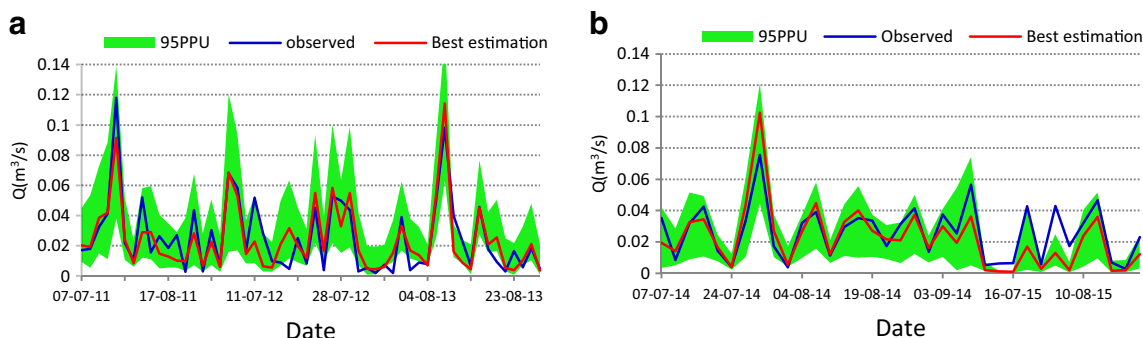 a
95PPU observed Best estimation
Q(m³/s)
0.14
0.12
0.1
0.08
0.06
0.04
0.02
0
07-07-11 17-08-11 11-07-12 28-07-12 04-08-13 23-08-13
Date
b
95PPU Observed Best estimation
Q(m³/s)
0.14
0.12
0.1
0.08
0.06
0.04
0.02
0
07-07-14 24-07-14 04-08-14 19-08-14 03-09-14 16-07-15 10-08-15
Date